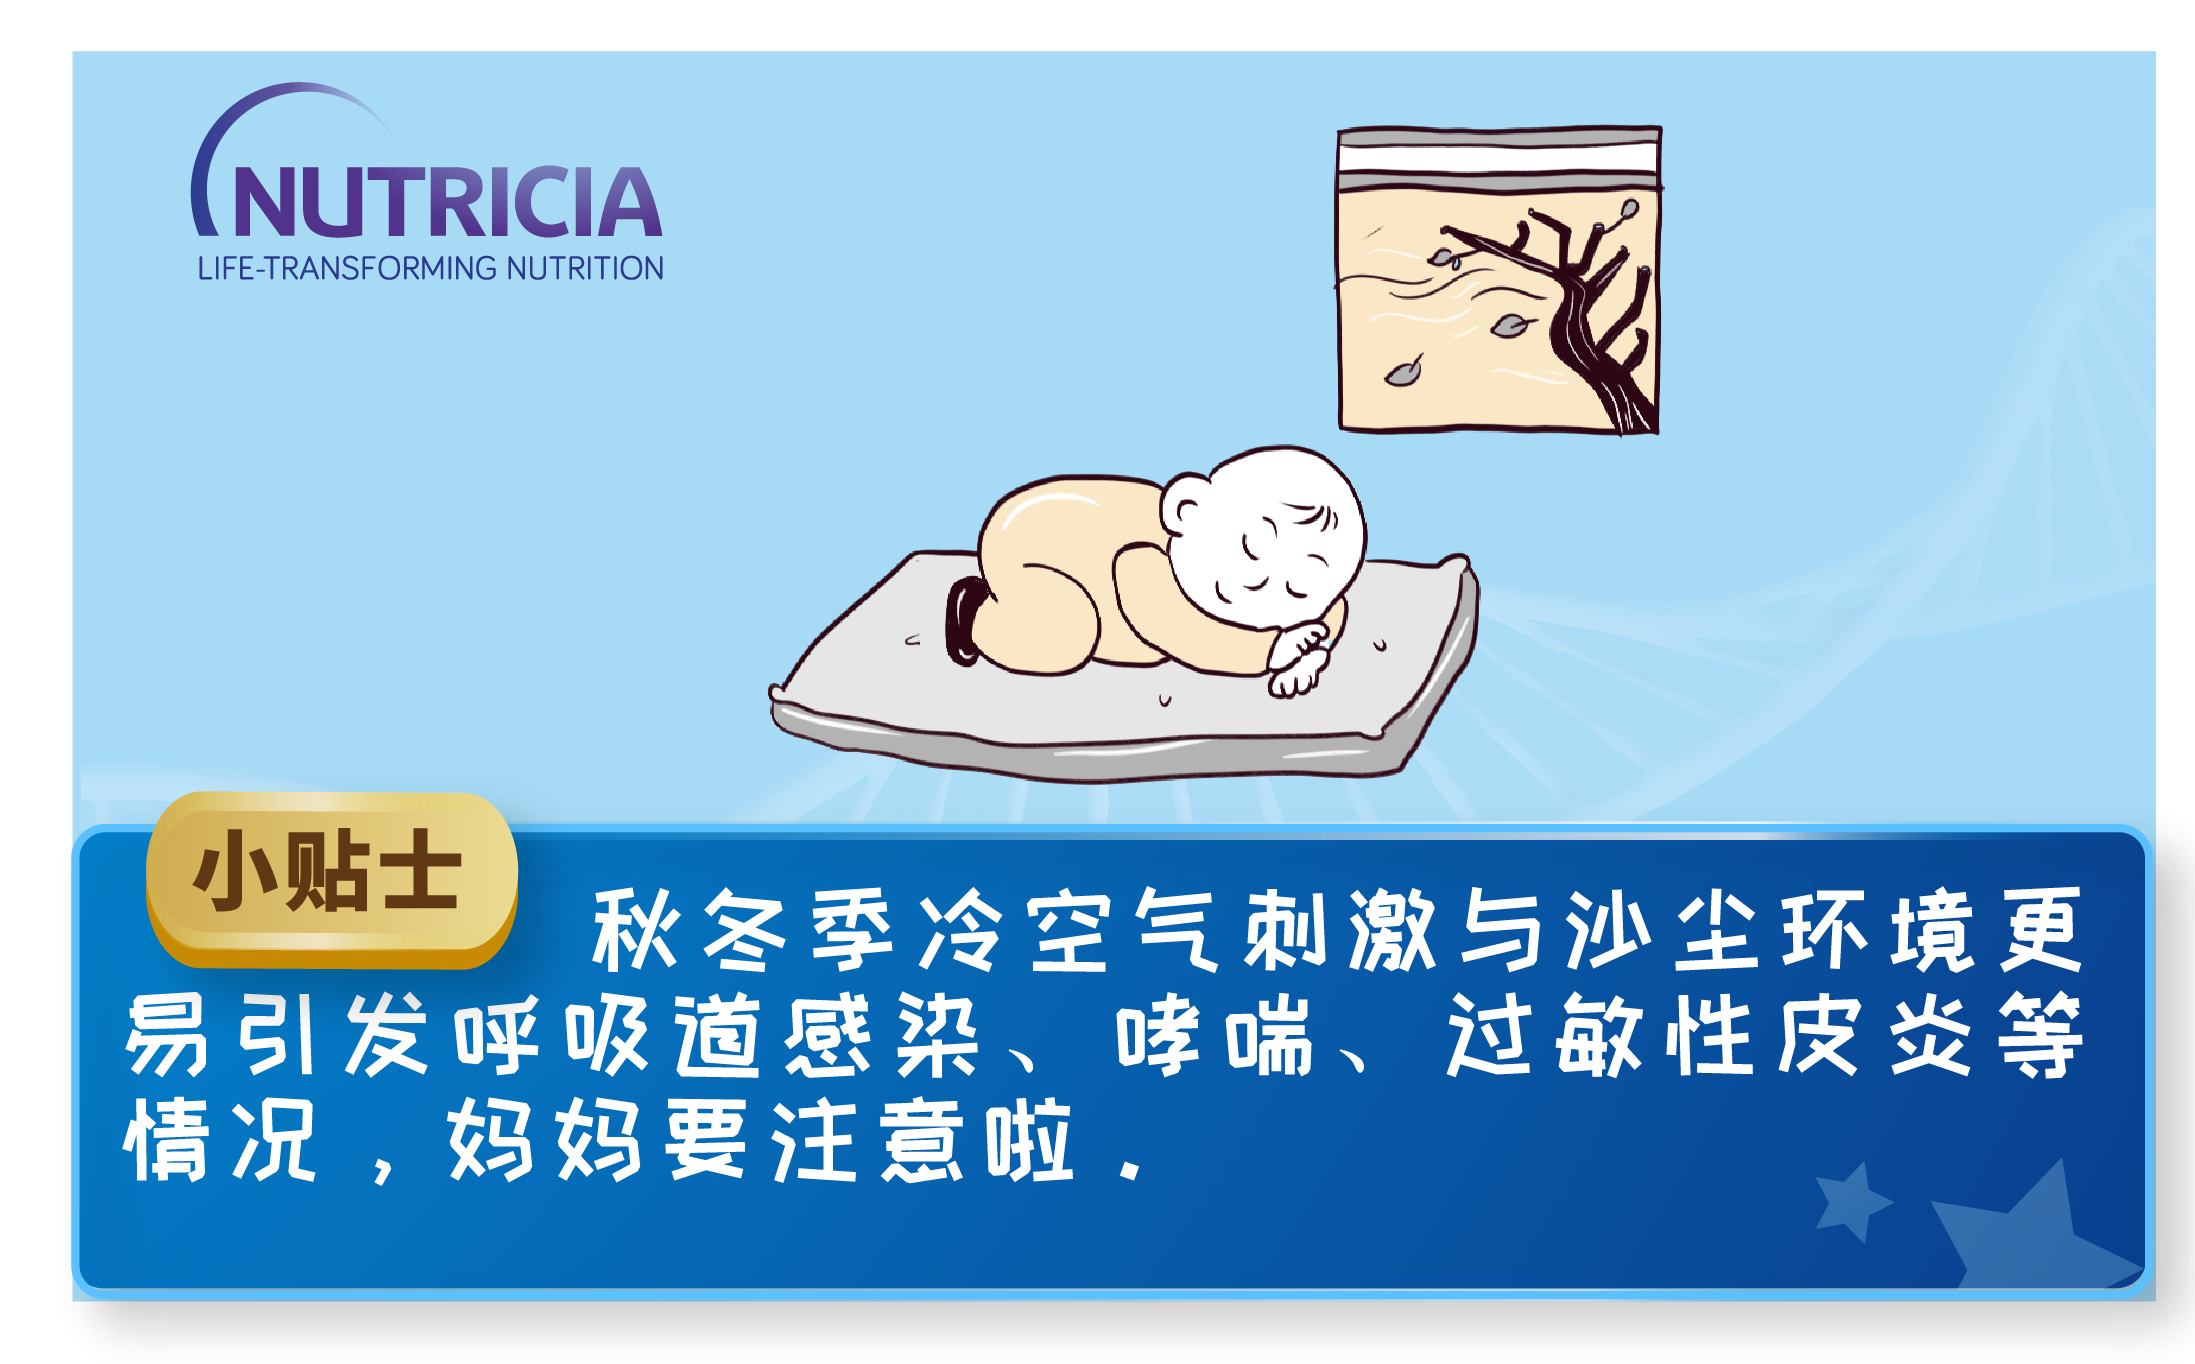 NUTRICIA
LIFE-TRANSFORMING NUTRITION
小贴士
秋冬季冷空气刺激与沙尘环境更
易引发呼吸道感染、哮喘、过敏性皮炎等
情况，妈妈要注意啦．